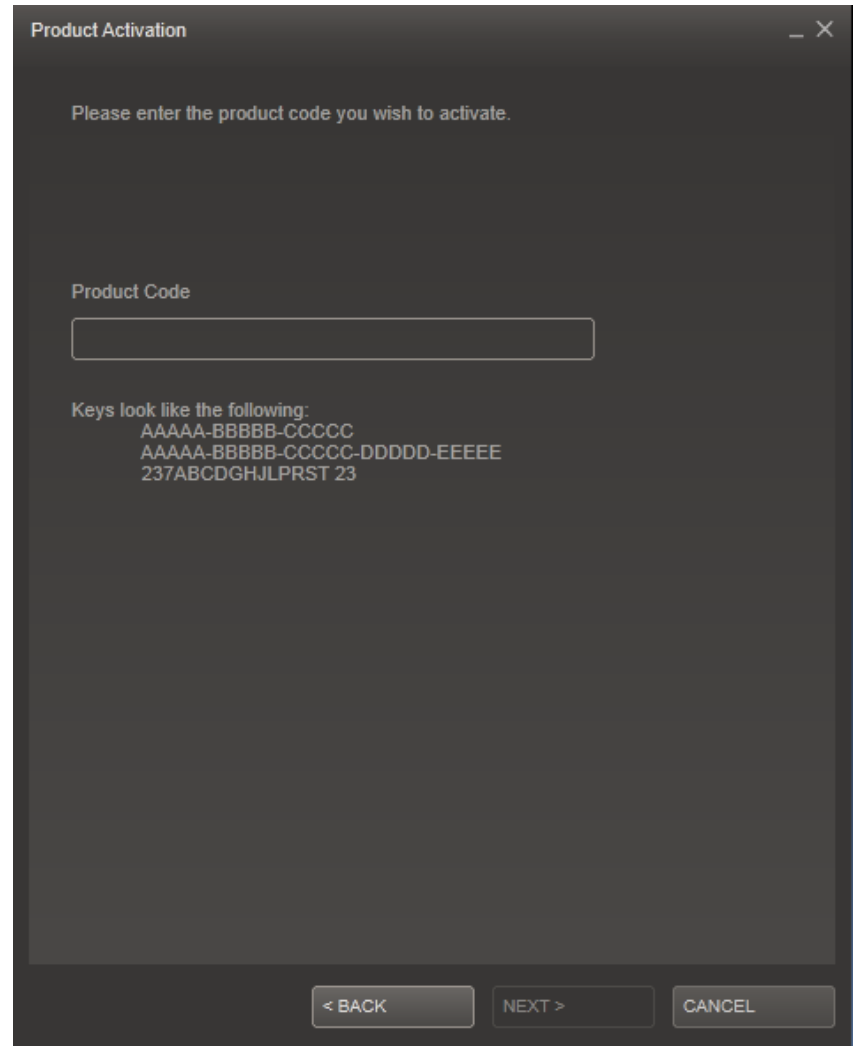 Product Activation
Please enter the product code you wish to activate.
Product Code
Keys look like the following:
AAAAA-BBBBB-CCCCC
AAAAA-BBBBB-CCCCC-DDDDD-EEEEE
237ABCDGHJLPRST 23
< BACK
NEXT >
CANCEL